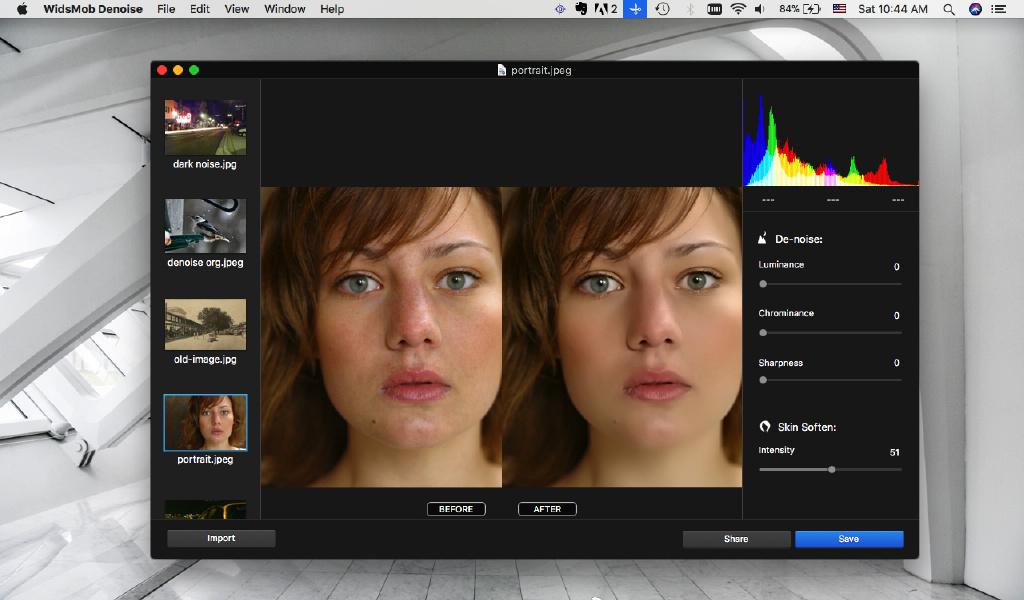 WidsMob Denoise File Edit View Window Help 2 84% Sat 10:44 AM
portrait.jpeg
dark noise.jpg
denoise org.jpeg
old-image.jpg
portrait.jpeg
BEFORE AFTER
--- --- ---
De-noise:
Luminance 0
Chrominance 0
Sharpness 0
Skin Soften:
Intensity 51
Import Share Save